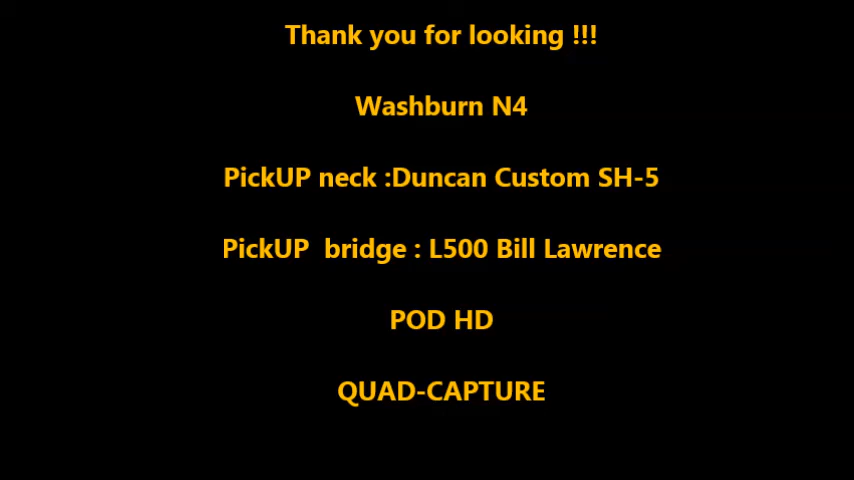 Thank you for looking !!!
Washburn N4
PickUP neck :Duncan Custom SH-5
PickUP  bridge : L500 Bill Lawrence
POD HD
QUAD-CAPTURE